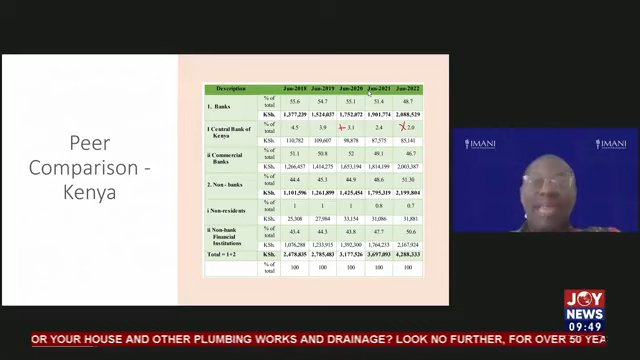 Peer
Comparison -
Kenya
Description Jun-2018 Jun-2019 Jun-2020 Jun-2021 Jun-2022
1. Banks % of total 55.6 54.7 55.1 51.4 48.7
KSh. 1,377,239 1,524,037 1,752,072 1,901,774 2,088,529
I Central Bank of Kenya % of total 4.5 3.9 3.1 2.4 2.0
KSh. 110,782 109,607 98,878 87,575 85,141
ii Commercial Banks % of total 51.1 50.8 52 49.1 46.7
KSh. 1,266,457 1,414,275 1,653,194 1,814,199 2,003,387
2. Non - banks % of total 44.4 45.3 44.9 48.6 51.30
KSh. 1,101,596 1,261,899 1,425,454 1,795,319 2,199,804
i Non-residents % of total 1 1 1 0.8 0.7
KSh. 25,308 27,984 33,154 31,086 31,881
ii Non-bank Financial Institutions % of total 43.4 44.3 43.8 47.7 50.6
KSh. 1,076,288 1,233,915 1,392,300 1,764,233 2,167,924
Total = 1+2 KSh. 2,478,835 2,785,483 3,177,526 3,697,093 4,288,333
% of total 100 100 100 100 100
IMANI
IMANI
JOY
NEWS
09:49
OR YOUR HOUSE AND OTHER PLUMBING WORKS AND DRAINAGE? LOOK NO FURTHER, FOR OVER 50 YEA